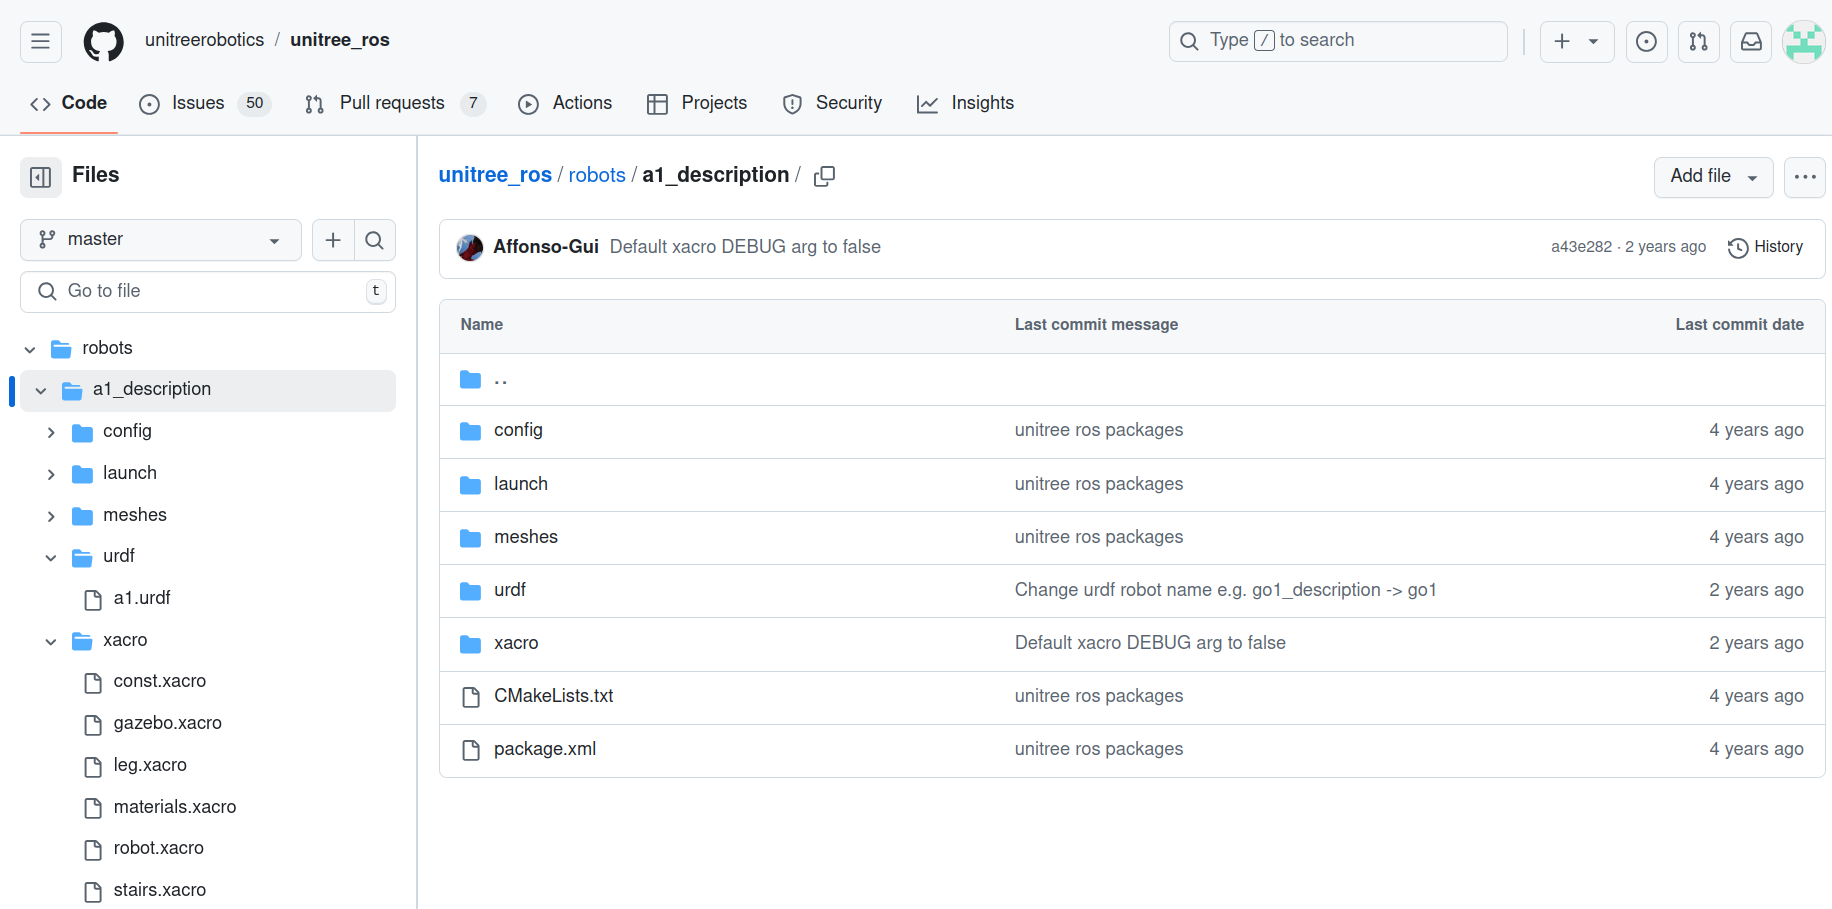 unitreerobotics / unitree_ros
Type / to search
Code
Issues 50
Pull requests 7
Actions
Projects
Security
Insights
Files
master
Go to file
t
robots
a1_description
config
launch
meshes
urdf
a1.urdf
xacro
const.xacro
gazebo.xacro
leg.xacro
materials.xacro
robot.xacro
stairs.xacro
unitree_ros / robots / a1_description /
Add file
Affonso-Gui Default xacro DEBUG arg to false
a43e282 · 2 years ago
History
Name Last commit message Last commit date
..
config unitree ros packages 4 years ago
launch unitree ros packages 4 years ago
meshes unitree ros packages 4 years ago
urdf Change urdf robot name e.g. go1_description -> go1 2 years ago
xacro Default xacro DEBUG arg to false 2 years ago
CMakeLists.txt unitree ros packages 4 years ago
package.xml unitree ros packages 4 years ago